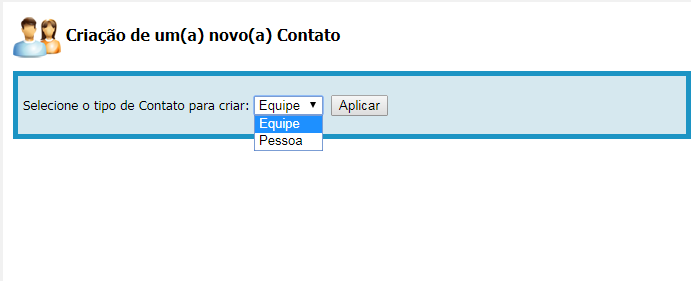 Criação de um(a) novo(a) Contato
Selecione o tipo de Contato para criar: Equipe Aplicar
Equipe
Pessoa